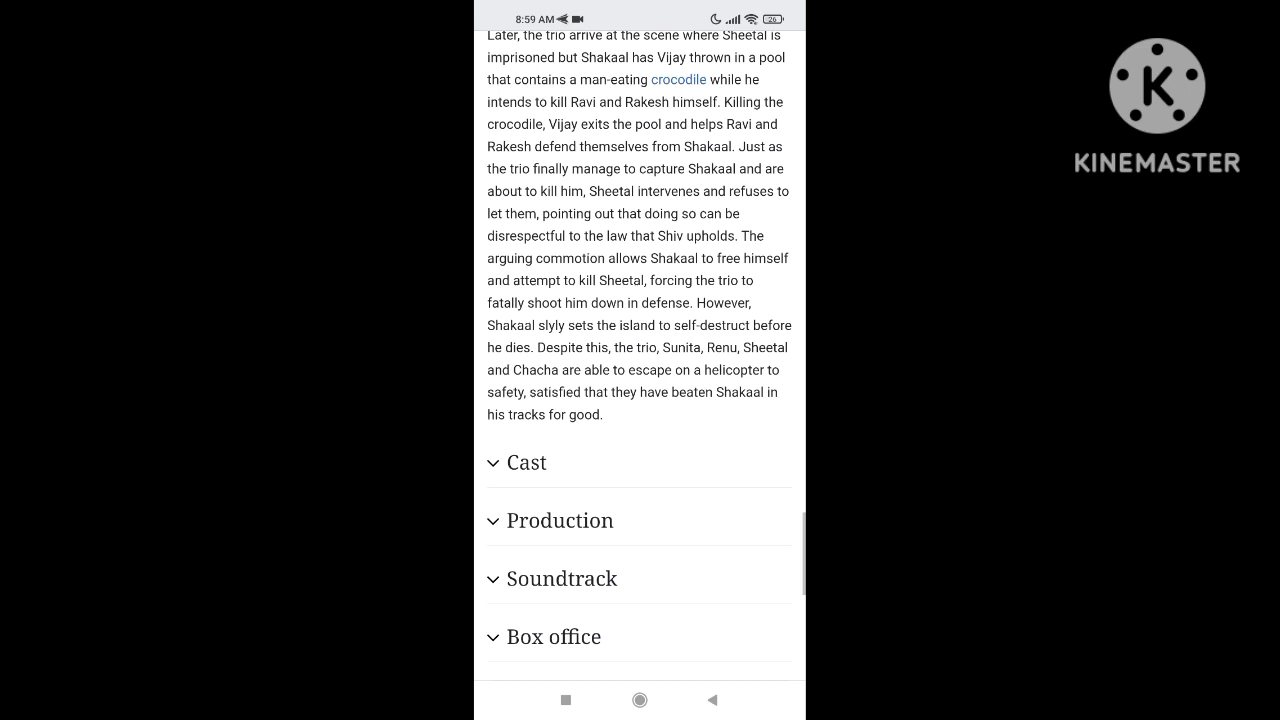 8:59 AM
26
Later, the trio arrive at the scene where Sheetal is
imprisoned but Shakaal has Vijay thrown in a pool
that contains a man-eating crocodile while he
intends to kill Ravi and Rakesh himself. Killing the
crocodile, Vijay exits the pool and helps Ravi and
Rakesh defend themselves from Shakaal. Just as
the trio finally manage to capture Shakaal and are
about to kill him, Sheetal intervenes and refuses to
let them, pointing out that doing so can be
disrespectful to the law that Shiv upholds. The
arguing commotion allows Shakaal to free himself
and attempt to kill Sheetal, forcing the trio to
fatally shoot him down in defense. However,
Shakaal slyly sets the island to self-destruct before
he dies. Despite this, the trio, Sunita, Renu, Sheetal
and Chacha are able to escape on a helicopter to
safety, satisfied that they have beaten Shakaal in
his tracks for good.
Cast
Production
Soundtrack
Box office
K
KINEMASTER